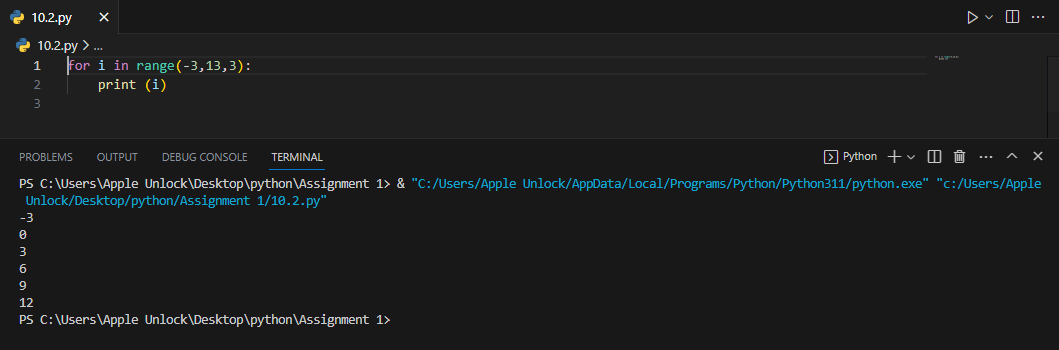 10.2.py
10.2.py > ...
1 for i in range(-3,13,3):
2     print (i)
3
PROBLEMS OUTPUT DEBUG CONSOLE TERMINAL Python
PS C:\Users\Apple Unlock\Desktop\python\Assignment 1> & "C:/Users/Apple Unlock/AppData/Local/Programs/Python/Python311/python.exe" "c:/Users/Apple
 Unlock/Desktop/python/Assignment 1/10.2.py"
-3
0
3
6
9
12
PS C:\Users\Apple Unlock\Desktop\python\Assignment 1>